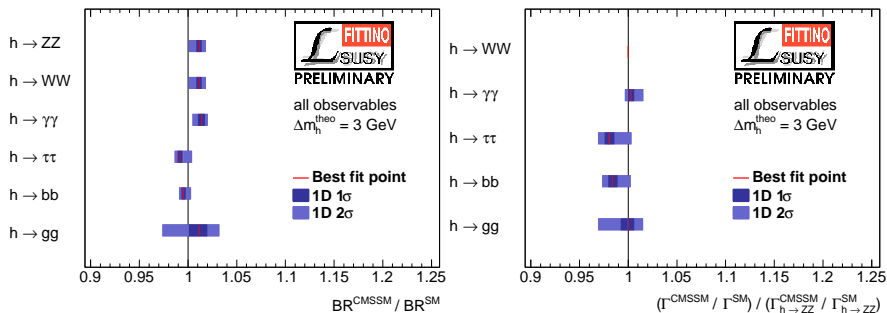 h → ZZ
h → WW
h → γγ
h → ττ
h → bb
h → gg
FITTINO
SUSY
PRELIMINARY
all observables
Δm_h^theo = 3 GeV
Best fit point
1D 1σ
1D 2σ
0.9 0.95 1 1.05 1.1 1.15 1.2 1.25
BR^CMSSM / BR^SM
h → WW
h → γγ
h → ττ
h → bb
h → gg
FITTINO
SUSY
PRELIMINARY
all observables
Δm_h^theo = 3 GeV
Best fit point
1D 1σ
1D 2σ
0.9 0.95 1 1.05 1.1 1.15 1.2 1.25
(Γ^CMSSM / Γ^SM) / (Γ_h→ZZ^CMSSM / Γ_h→ZZ^SM)